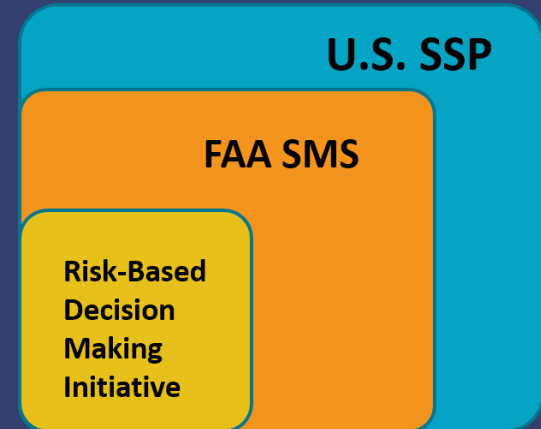 U.S. SSP
FAA SMS
Risk-Based
Decision
Making
Initiative